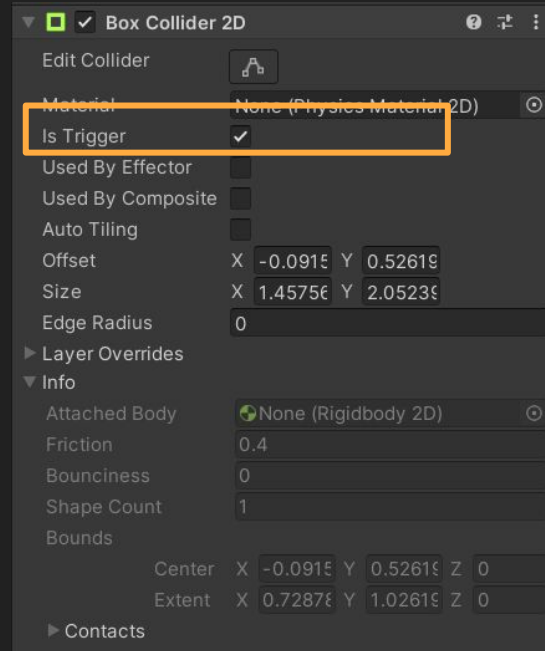 Box Collider 2D
Edit Collider
Material None (Physics Material 2D)
Is Trigger
Used By Effector
Used By Composite
Auto Tiling
Offset X -0.0915 Y 0.52619
Size X 1.45756 Y 2.05239
Edge Radius 0
Layer Overrides
Info
Attached Body None (Rigidbody 2D)
Friction 0.4
Bounciness 0
Shape Count 1
Bounds
Center X -0.0915 Y 0.52619 Z 0
Extent X 0.72878 Y 1.02619 Z 0
Contacts